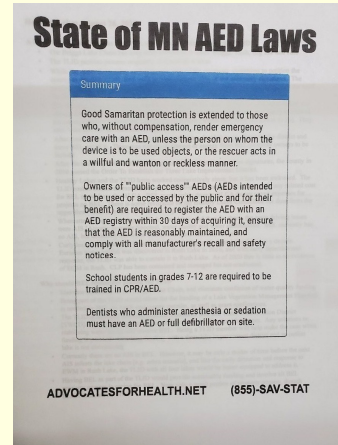 State of MN AED Laws
Summary
Good Samaritan protection is extended to those
who, without compensation, render emergency
care with an AED, unless the person on whom the
device is to be used objects, or the rescuer acts in
a willful and wanton or reckless manner.
Owners of ""public access"" AEDs (AEDs intended
to be used or accessed by the public and for their
benefit) are required to register the AED with an
AED registry within 30 days of acquiring it, ensure
that the AED is reasonably maintained, and
comply with all manufacturer's recall and safety
notices.
School students in grades 7-12 are required to be
trained in CPR/AED.
Dentists who administer anesthesia or sedation
must have an AED or full defibrillator on site.
ADVOCATESFORHEALTH.NET (855)-SAV-STAT